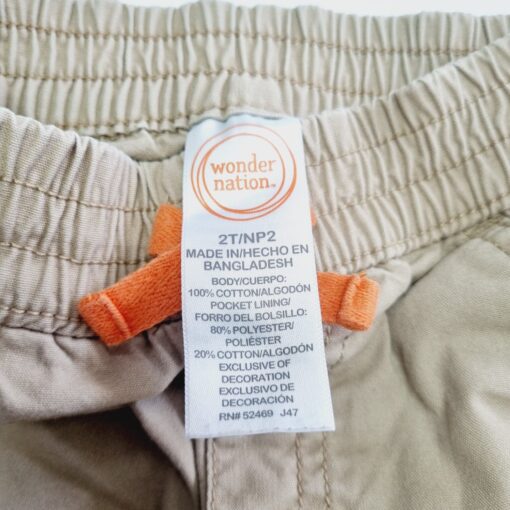 wonder
nation™
2T/NP2
MADE IN/HECHO EN
BANGLADESH
BODY/CUERPO:
100% COTTON/ALGODÓN
POCKET LINING/
FORRO DEL BOLSILLO:
80% POLYESTER/
POLIÉSTER
20% COTTON/ALGODÓN
EXCLUSIVE OF
DECORATION
EXCLUSIVO DE
DECORACIÓN
RN# 52469 J47